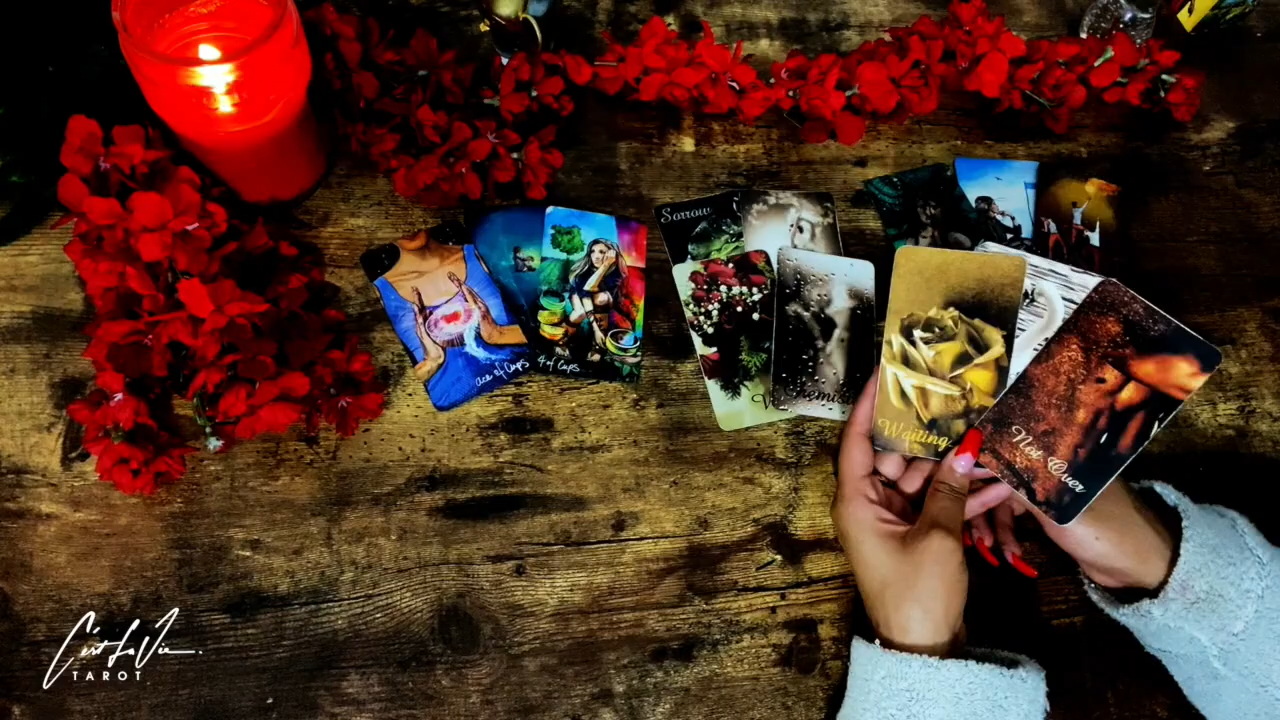 Sorrow
ace of Cups
4 of Cups
Waiting
Not Over
C'est La Vie.
TAROT